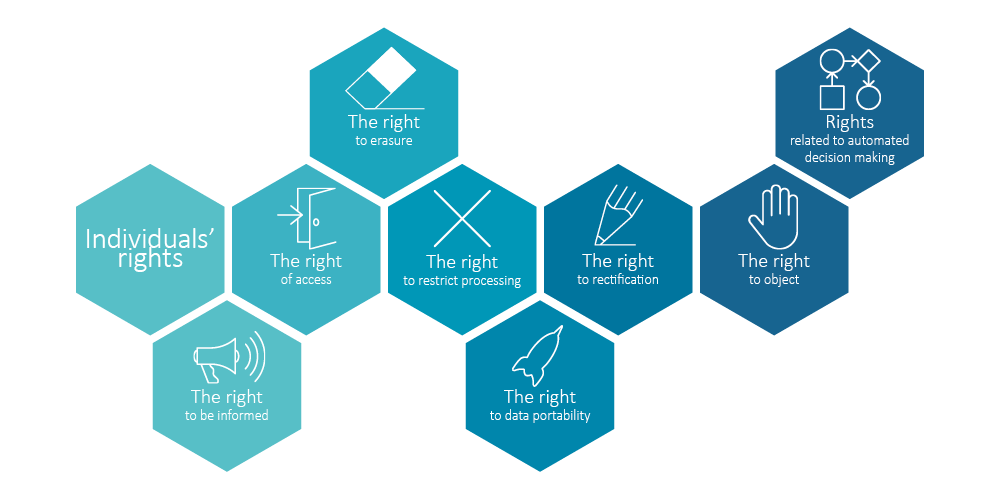 The right
to erasure
Rights
related to automated
decision making
Individuals’
rights
The right
of access
The right
to restrict processing
The right
to rectification
The right
to object
The right
to be informed
The right
to data portability